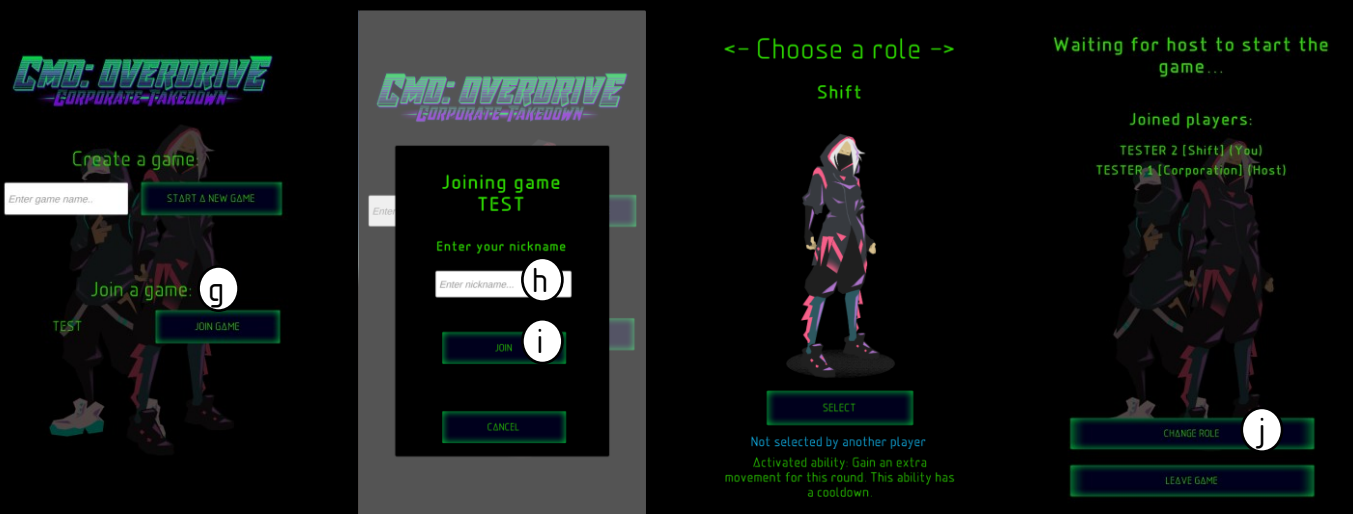 CMD: OVERDRIVE
CORPORATE TAKEDOWN
Create a game:
Enter game name..
START A NEW GAME
Join a game:
g
TEST
JOIN GAME
CMD: OVERDRIVE
CORPORATE TAKEDOWN
Enter
Joining game
TEST
Enter your nickname
Enter nickname...
h
JOIN
i
CANCEL
<- Choose a role ->
Shift
SELECT
Not selected by another player
Activated ability: Gain an extra
movement for this round. This ability has
a cooldown.
Waiting for host to start the
game...
Joined players:
TESTER 2 [Shift] (You)
TESTER 1 [Corporation] (Host)
CHANGE ROLE
j
LEAVE GAME